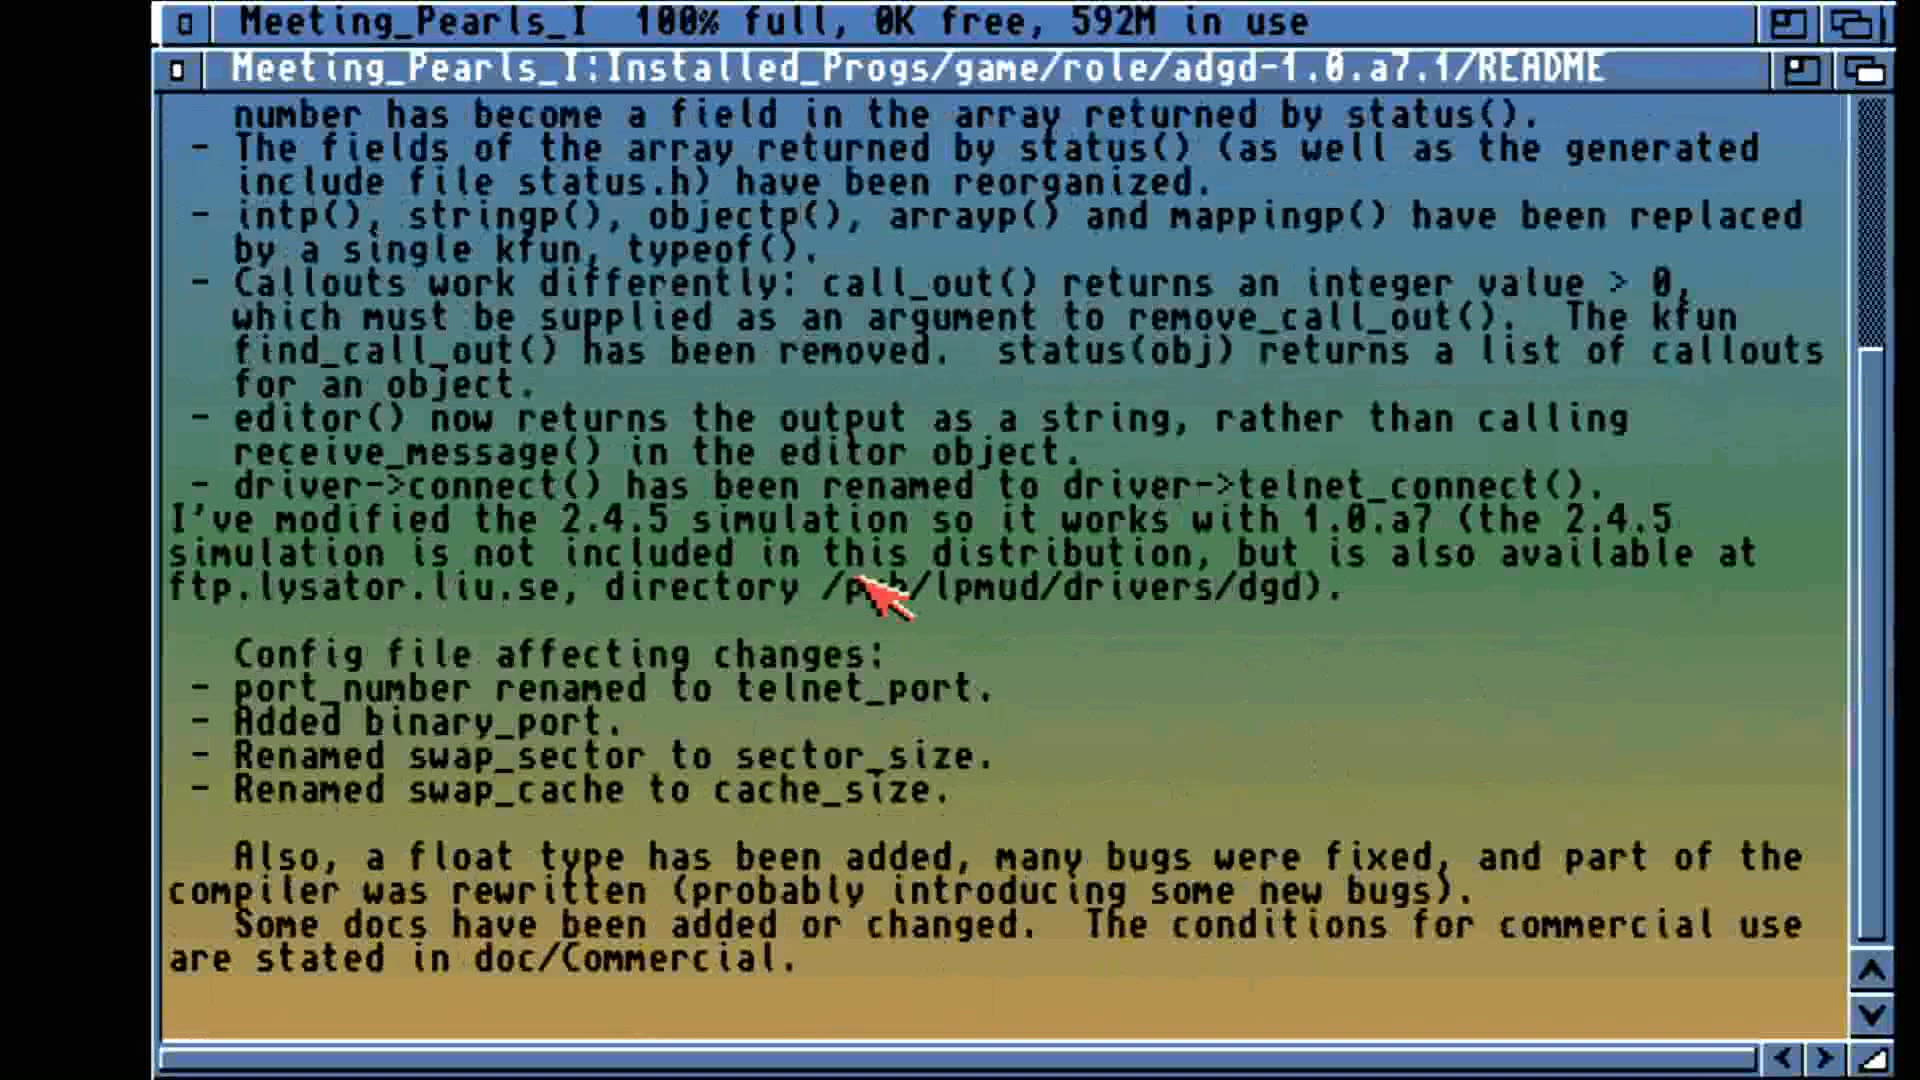 Meeting_Pearls_I  100% full, 0K free, 592M in use
Meeting_Pearls_I:Installed_Progs/game/role/adgd-1.0.a7.1/README
number has become a field in the array returned by status().
- The fields of the array returned by status() (as well as the generated
include file status.h) have been reorganized.
- intp(), stringp(), objectp(), arrayp() and mappingp() have been replaced
by a single kfun, typeof().
- Callouts work differently: call_out() returns an integer value > 0,
which must be supplied as an argument to remove_call_out().  The kfun
find_call_out() has been removed.  status(obj) returns a list of callouts
for an object.
- editor() now returns the output as a string, rather than calling
receive_message() in the editor object.
- driver->connect() has been renamed to driver->telnet_connect().
I've modified the 2.4.5 simulation so it works with 1.0.a7 (the 2.4.5
simulation is not included in this distribution, but is also available at
ftp.lysator.liu.se, directory /pub/lpmud/drivers/dgd).
Config file affecting changes:
- port_number renamed to telnet_port.
- Added binary_port.
- Renamed swap_sector to sector_size.
- Renamed swap_cache to cache_size.
Also, a float type has been added, many bugs were fixed, and part of the
compiler was rewritten (probably introducing some new bugs).
Some docs have been added or changed.  The conditions for commercial use
are stated in doc/Commercial.